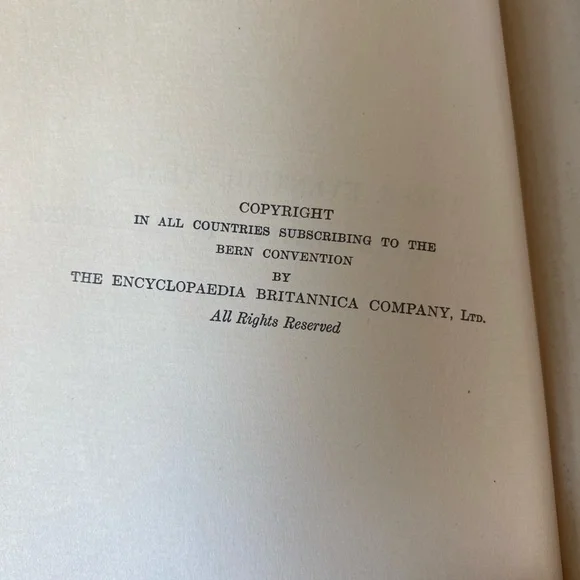 COPYRIGHT
IN ALL COUNTRIES SUBSCRIBING TO THE
BERN CONVENTION
BY
THE ENCYCLOPAEDIA BRITANNICA COMPANY, LTD.
All Rights Reserved